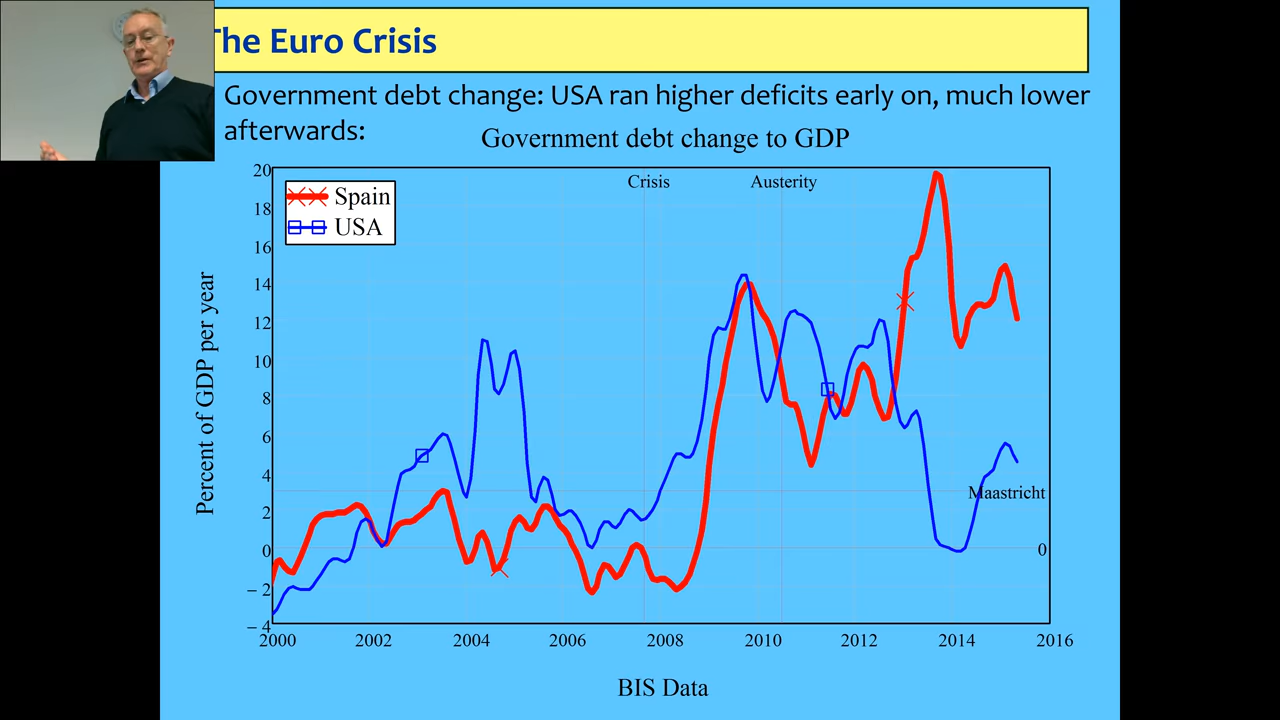 The Euro Crisis
Government debt change: USA ran higher deficits early on, much lower
afterwards:
Government debt change to GDP
Crisis
Austerity
Spain
USA
Percent of GDP per year
20
18
16
14
12
10
8
6
4
2
0
– 2
– 4
Maastricht
0
2000 2002 2004 2006 2008 2010 2012 2014 2016
BIS Data